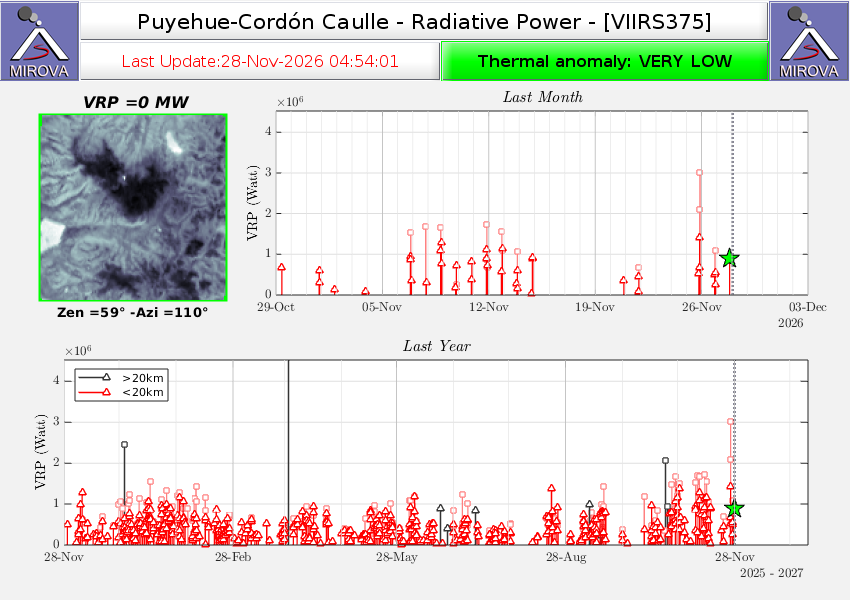 Puyehue-Cordón Caulle - Radiative Power - [VIIRS375]
MIROVA
Last Update:28-Nov-2026 04:54:01
Thermal anomaly: VERY LOW
MIROVA
VRP =0 MW
Zen =59° -Azi =110°
Last Month
×10⁶
VRP (Watt)
4
3
2
1
0
29-Oct 05-Nov 12-Nov 19-Nov 26-Nov 03-Dec
2026
Last Year
×10⁶
>20km
<20km
VRP (Watt)
4
3
2
1
0
28-Nov 28-Feb 28-May 28-Aug 28-Nov
2025 - 2027